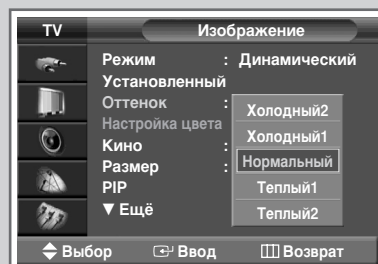 TV Изображение
Режим : Динамический
Установленный
Оттенок :
Настройка цвета
Кино :
Размер :
PIP
▼ Ещё
Холодный2
Холодный1
Нормальный
Теплый1
Теплый2
Выбор Ввод Возврат